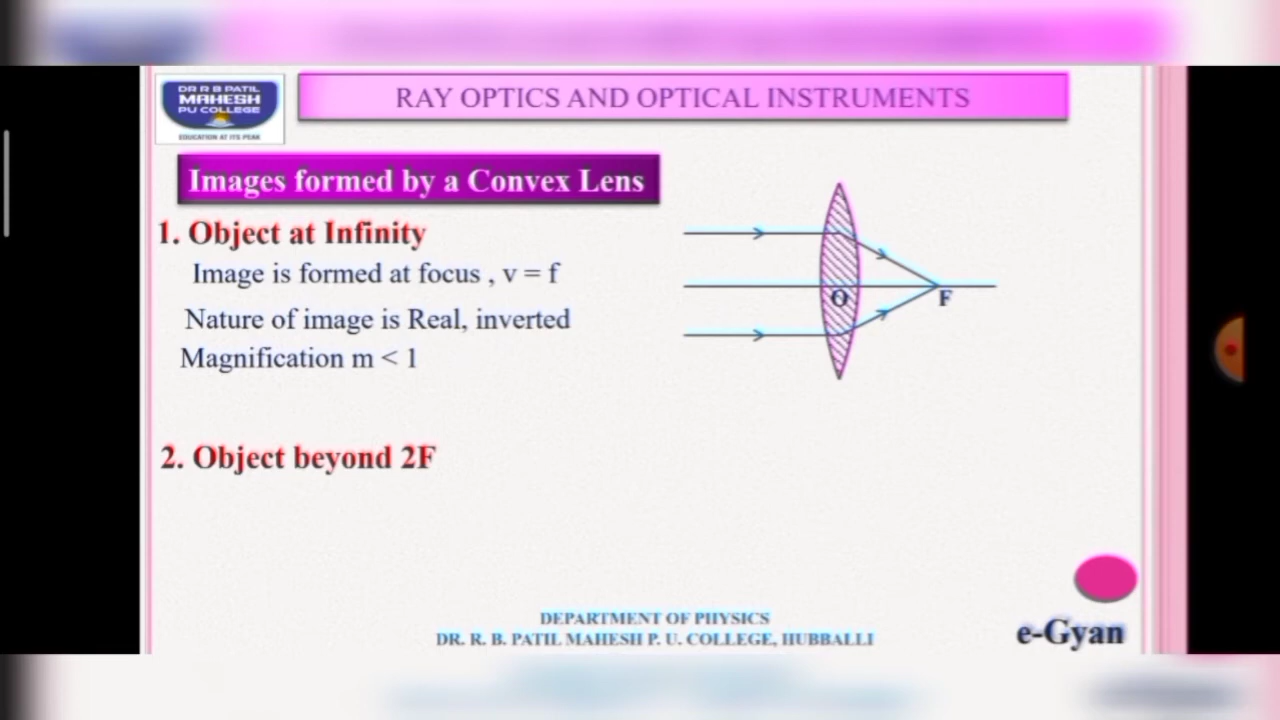 DR R B PATIL
MAHESH
PU COLLEGE
EDUCATION AT ITS PEAK
RAY OPTICS AND OPTICAL INSTRUMENTS
Images formed by a Convex Lens
1. Object at Infinity
Image is formed at focus , v = f
Nature of image is Real, inverted
Magnification m < 1
O
F
2. Object beyond 2F
DEPARTMENT OF PHYSICS
DR. R. B. PATIL MAHESH P. U. COLLEGE, HUBBALLI
e-Gyan